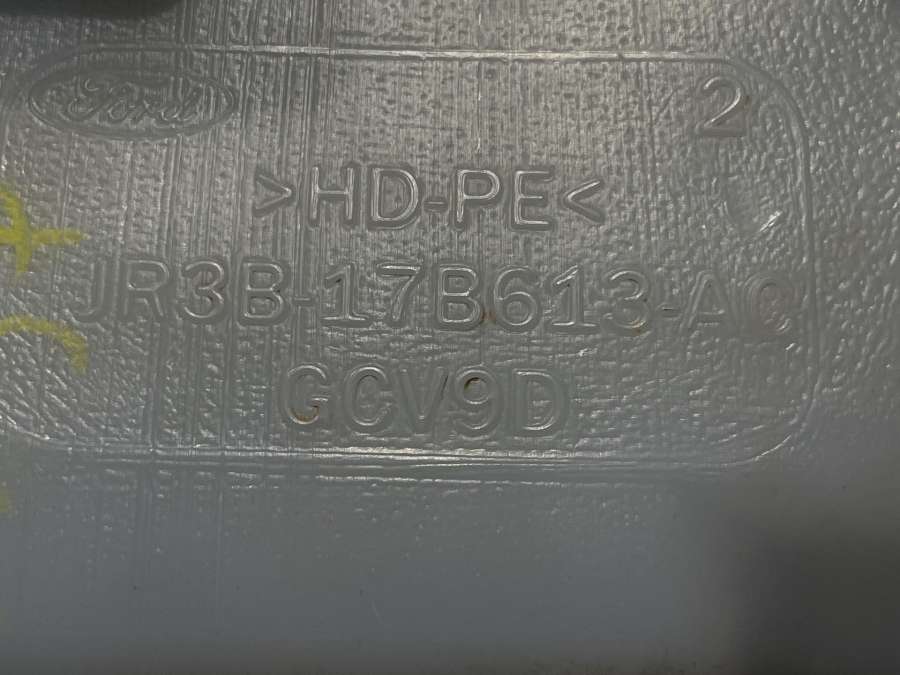 Ford
2
>HD-PE<
JR3B-17B613-AC
GCV9D